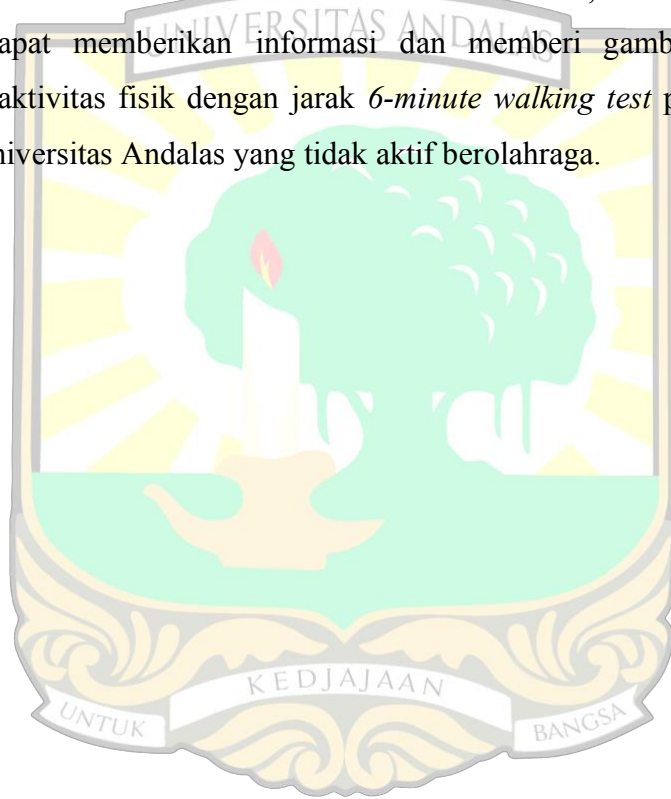 UNIVERSITAS ANDALAS
apat memberikan informasi dan memberi gamb
aktivitas fisik dengan jarak 6-minute walking test p
niversitas Andalas yang tidak aktif berolahraga.
KEDJAJAAN
UNTUK BANGSA